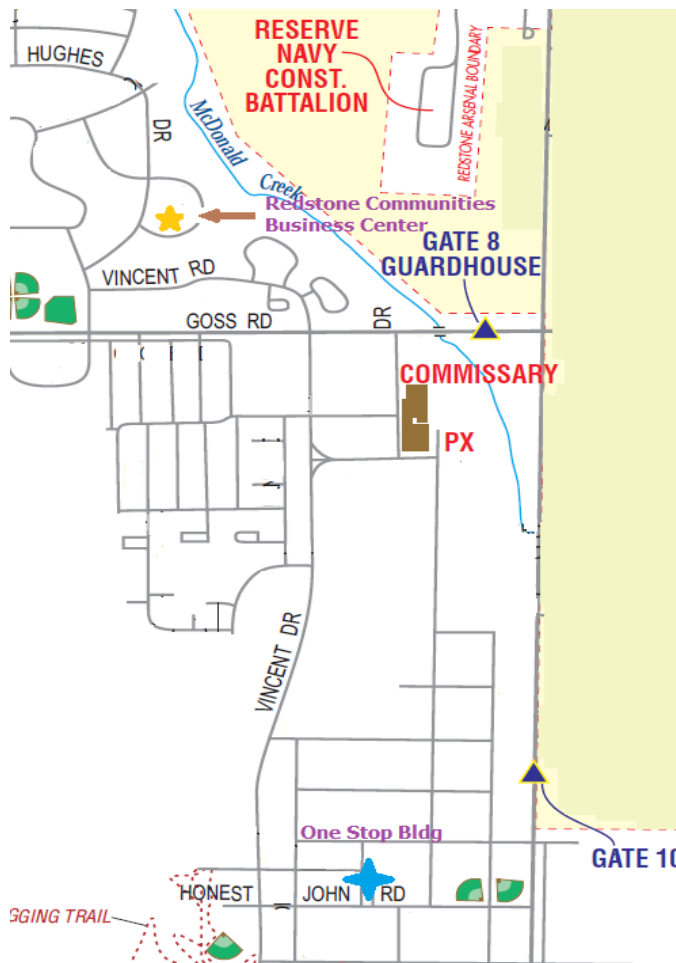 HUGHES
DR
RESERVE
NAVY
CONST.
BATTALION
REDSTONE ARSENAL BOUNDARY
McDonald
Creek
Redstone Communities
Business Center
GATE 8
GUARDHOUSE
VINCENT RD
GOSS RD
DR
COMMISSARY
PX
VINCENT DR
One Stop Bldg
GATE 10
HONEST JOHN RD
GGING TRAIL